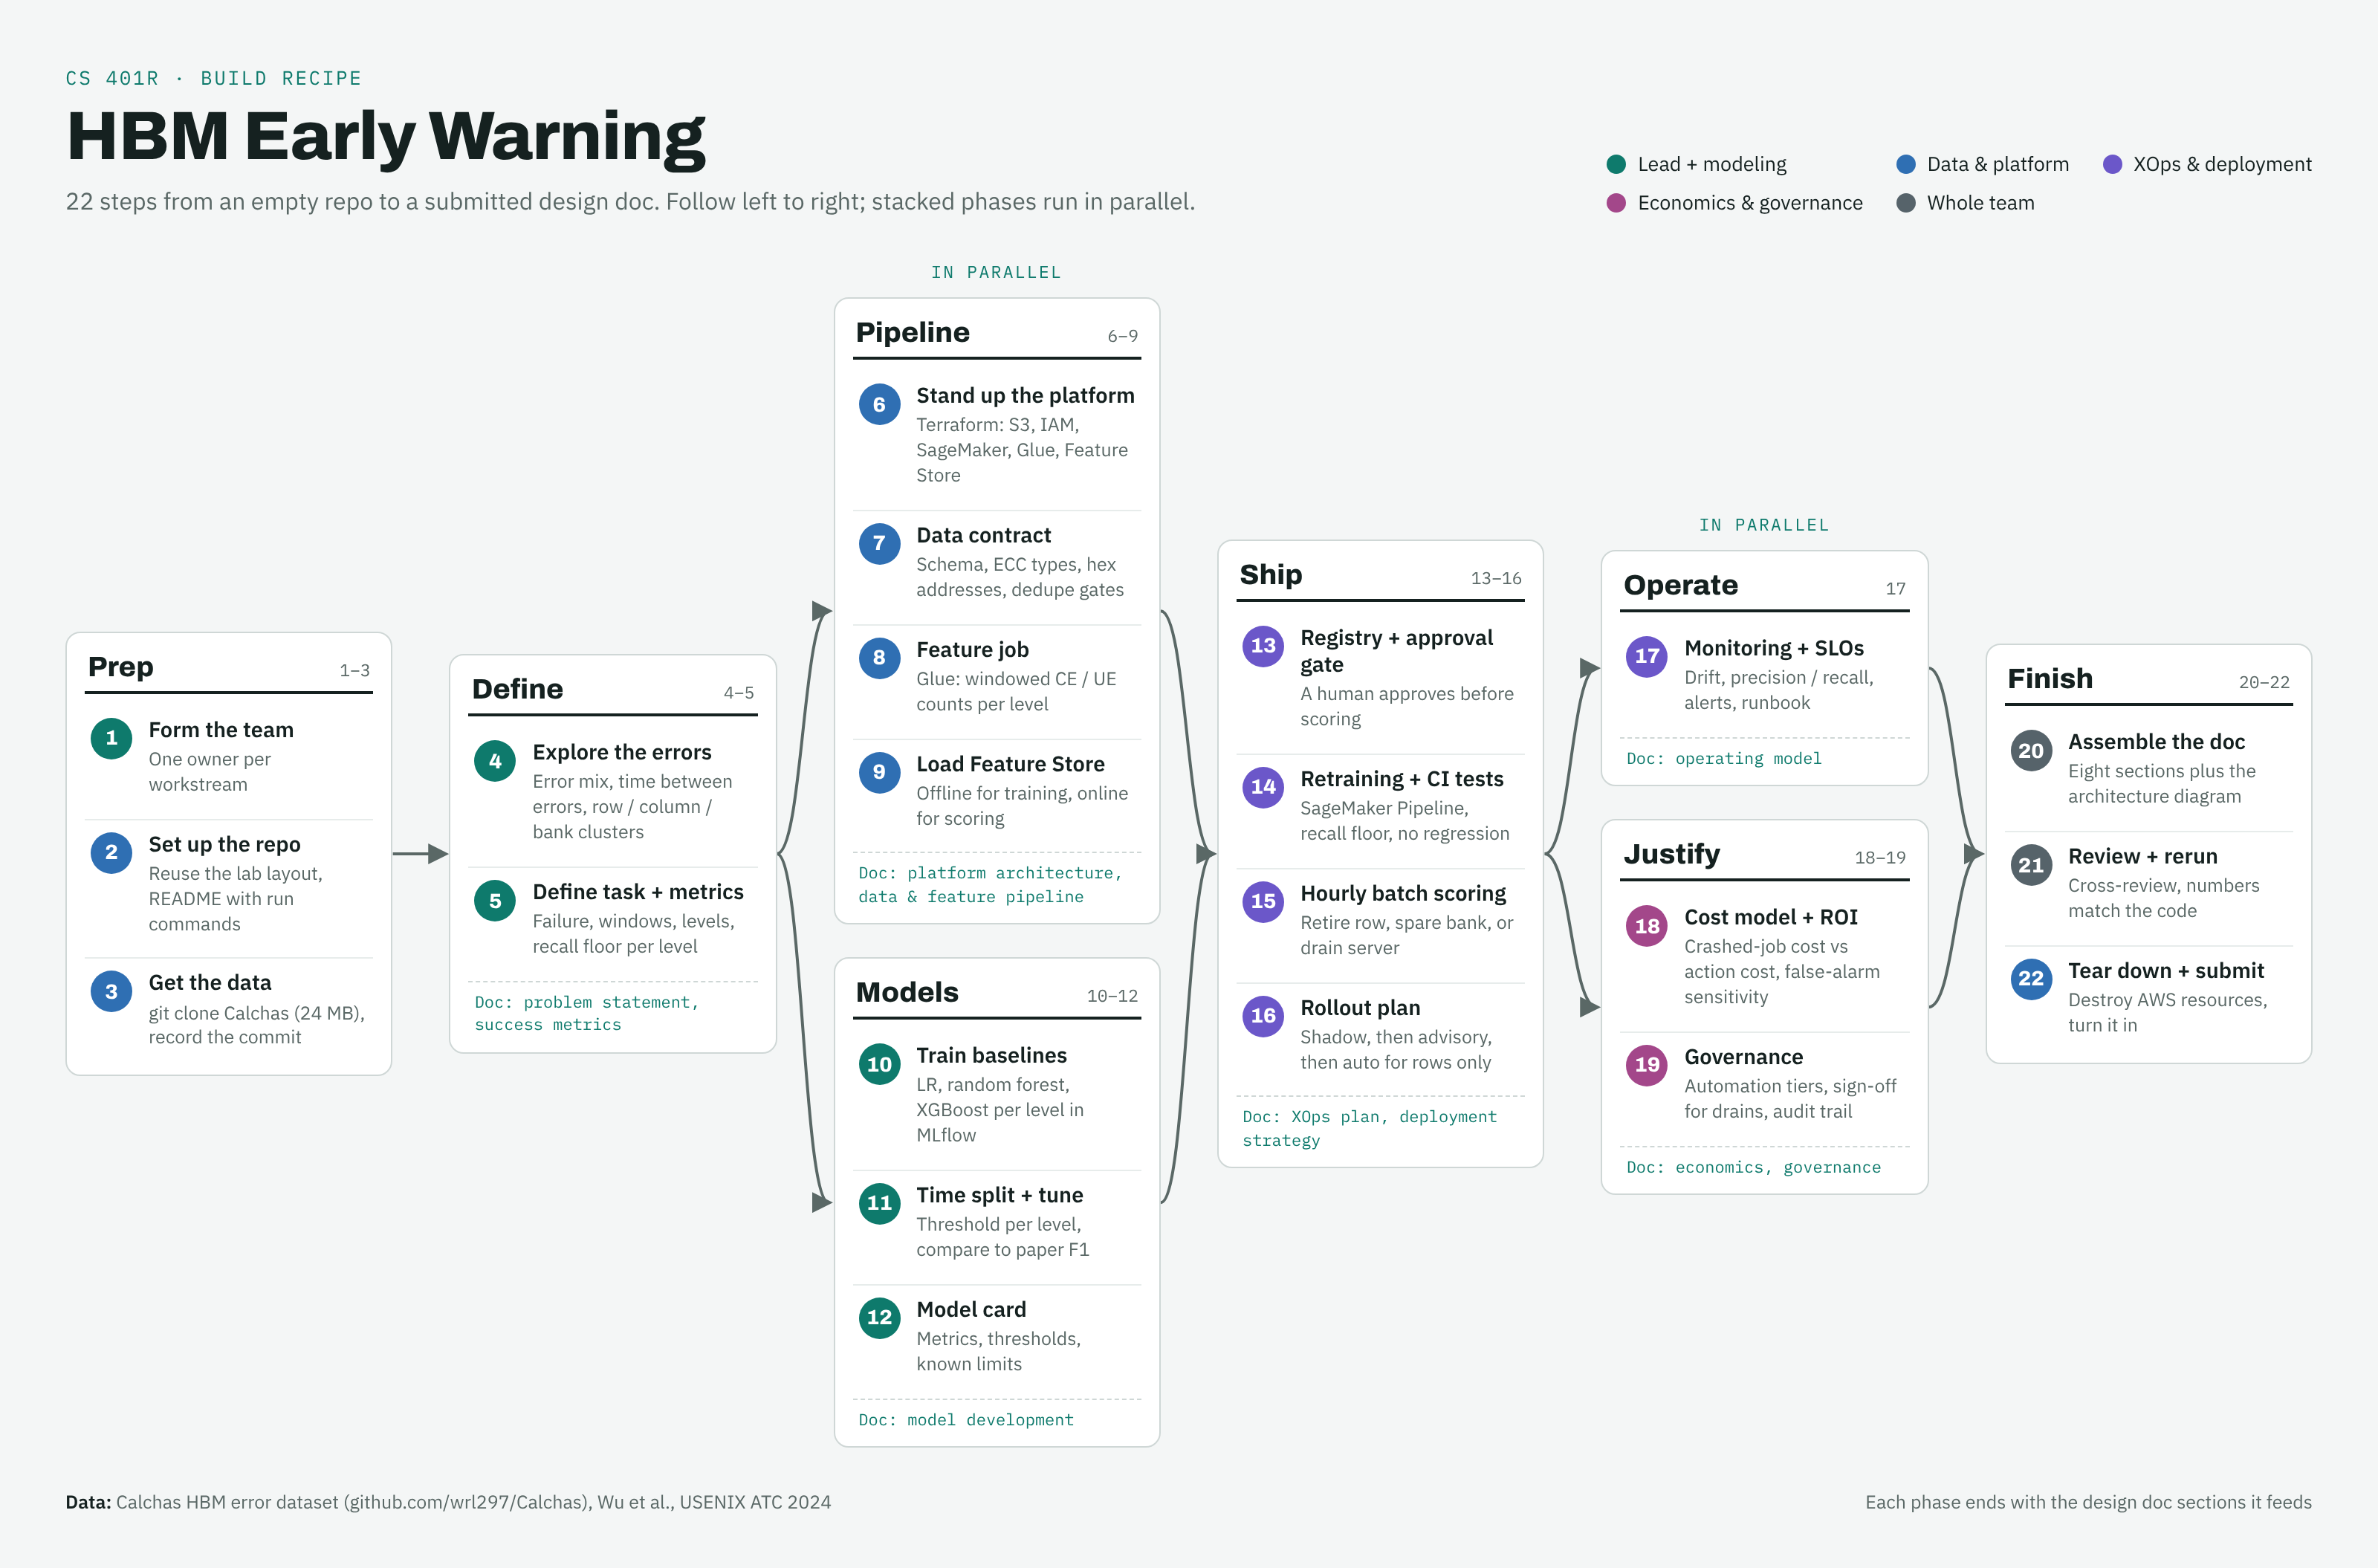 CS 401R · BUILD RECIPE
HBM Early Warning
22 steps from an empty repo to a submitted design doc. Follow left to right; stacked phases run in parallel.
Lead + modeling
Data & platform
XOps & deployment
Economics & governance
Whole team
Prep
1–3
1
Form the team
One owner per
workstream
2
Set up the repo
Reuse the lab layout,
README with run
commands
3
Get the data
git clone Calchas (24 MB),
record the commit
Define
4–5
4
Explore the errors
Error mix, time between
errors, row / column /
bank clusters
5
Define task + metrics
Failure, windows, levels,
recall floor per level
Doc: problem statement,
success metrics
IN PARALLEL
Pipeline
6–9
6
Stand up the platform
Terraform: S3, IAM,
SageMaker, Glue, Feature
Store
7
Data contract
Schema, ECC types, hex
addresses, dedupe gates
8
Feature job
Glue: windowed CE / UE
counts per level
9
Load Feature Store
Offline for training, online
for scoring
Doc: platform architecture,
data & feature pipeline
Models
10–12
10
Train baselines
LR, random forest,
XGBoost per level in
MLflow
11
Time split + tune
Threshold per level,
compare to paper F1
12
Model card
Metrics, thresholds,
known limits
Doc: model development
Ship
13–16
13
Registry + approval
gate
A human approves before
scoring
14
Retraining + CI tests
SageMaker Pipeline,
recall floor, no regression
15
Hourly batch scoring
Retire row, spare bank, or
drain server
16
Rollout plan
Shadow, then advisory,
then auto for rows only
Doc: XOps plan, deployment
strategy
IN PARALLEL
Operate
17
17
Monitoring + SLOs
Drift, precision / recall,
alerts, runbook
Doc: operating model
Justify
18–19
18
Cost model + ROI
Crashed-job cost vs
action cost, false-alarm
sensitivity
19
Governance
Automation tiers, sign-off
for drains, audit trail
Doc: economics, governance
Finish
20–22
20
Assemble the doc
Eight sections plus the
architecture diagram
21
Review + rerun
Cross-review, numbers
match the code
22
Tear down + submit
Destroy AWS resources,
turn it in
Data: Calchas HBM error dataset (github.com/wrl297/Calchas), Wu et al., USENIX ATC 2024
Each phase ends with the design doc sections it feeds